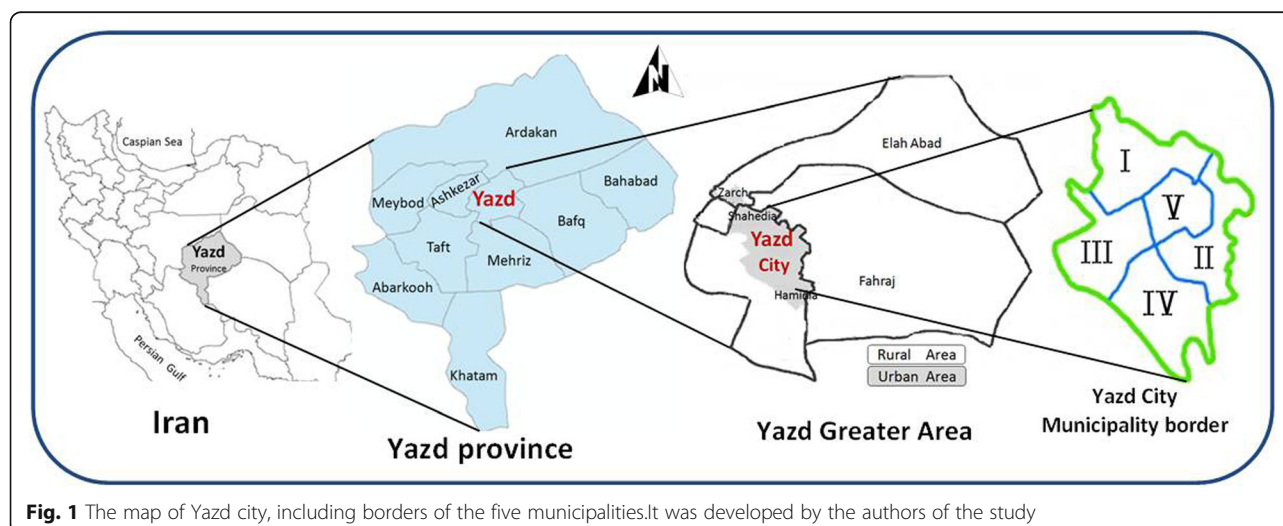 N
Caspian Sea
Yazd
Province
Persian Gulf
Iran
Ardakan
Ashkezar
Meybod
Yazd
Bahabad
Bafq
Taft
Mehriz
Abarkooh
Khatam
Yazd province
Elah Abad
Zarch
Shahedia
Yazd
City
Fahraj
Hamidia
Rural Area
Urban Area
Yazd Greater Area
I
V
III
II
IV
Yazd City
Municipality border
Fig. 1 The map of Yazd city, including borders of the five municipalities.It was developed by the authors of the study